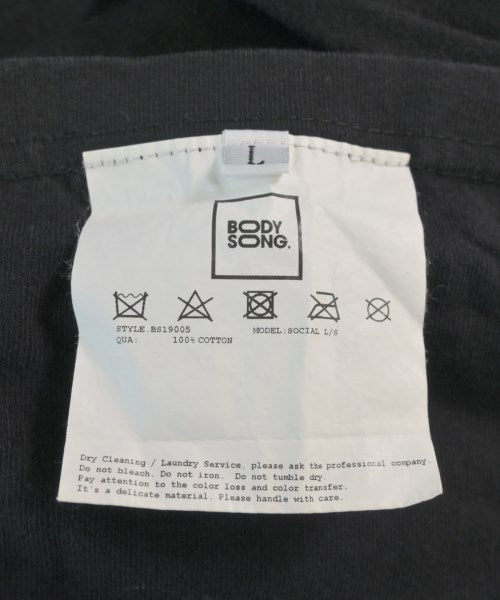 L
BODY
SONG.
STYLE.BS19005 MODEL:SOCIAL L/S
QUA: 100% COTTON
Dry Cleaning / Laundry Service, please ask the professional company.
Do not bleach. Do not iron. Do not tumble dry.
Pay attention to the color loss and color transfer.
It's a delicate material. Please handle with care.